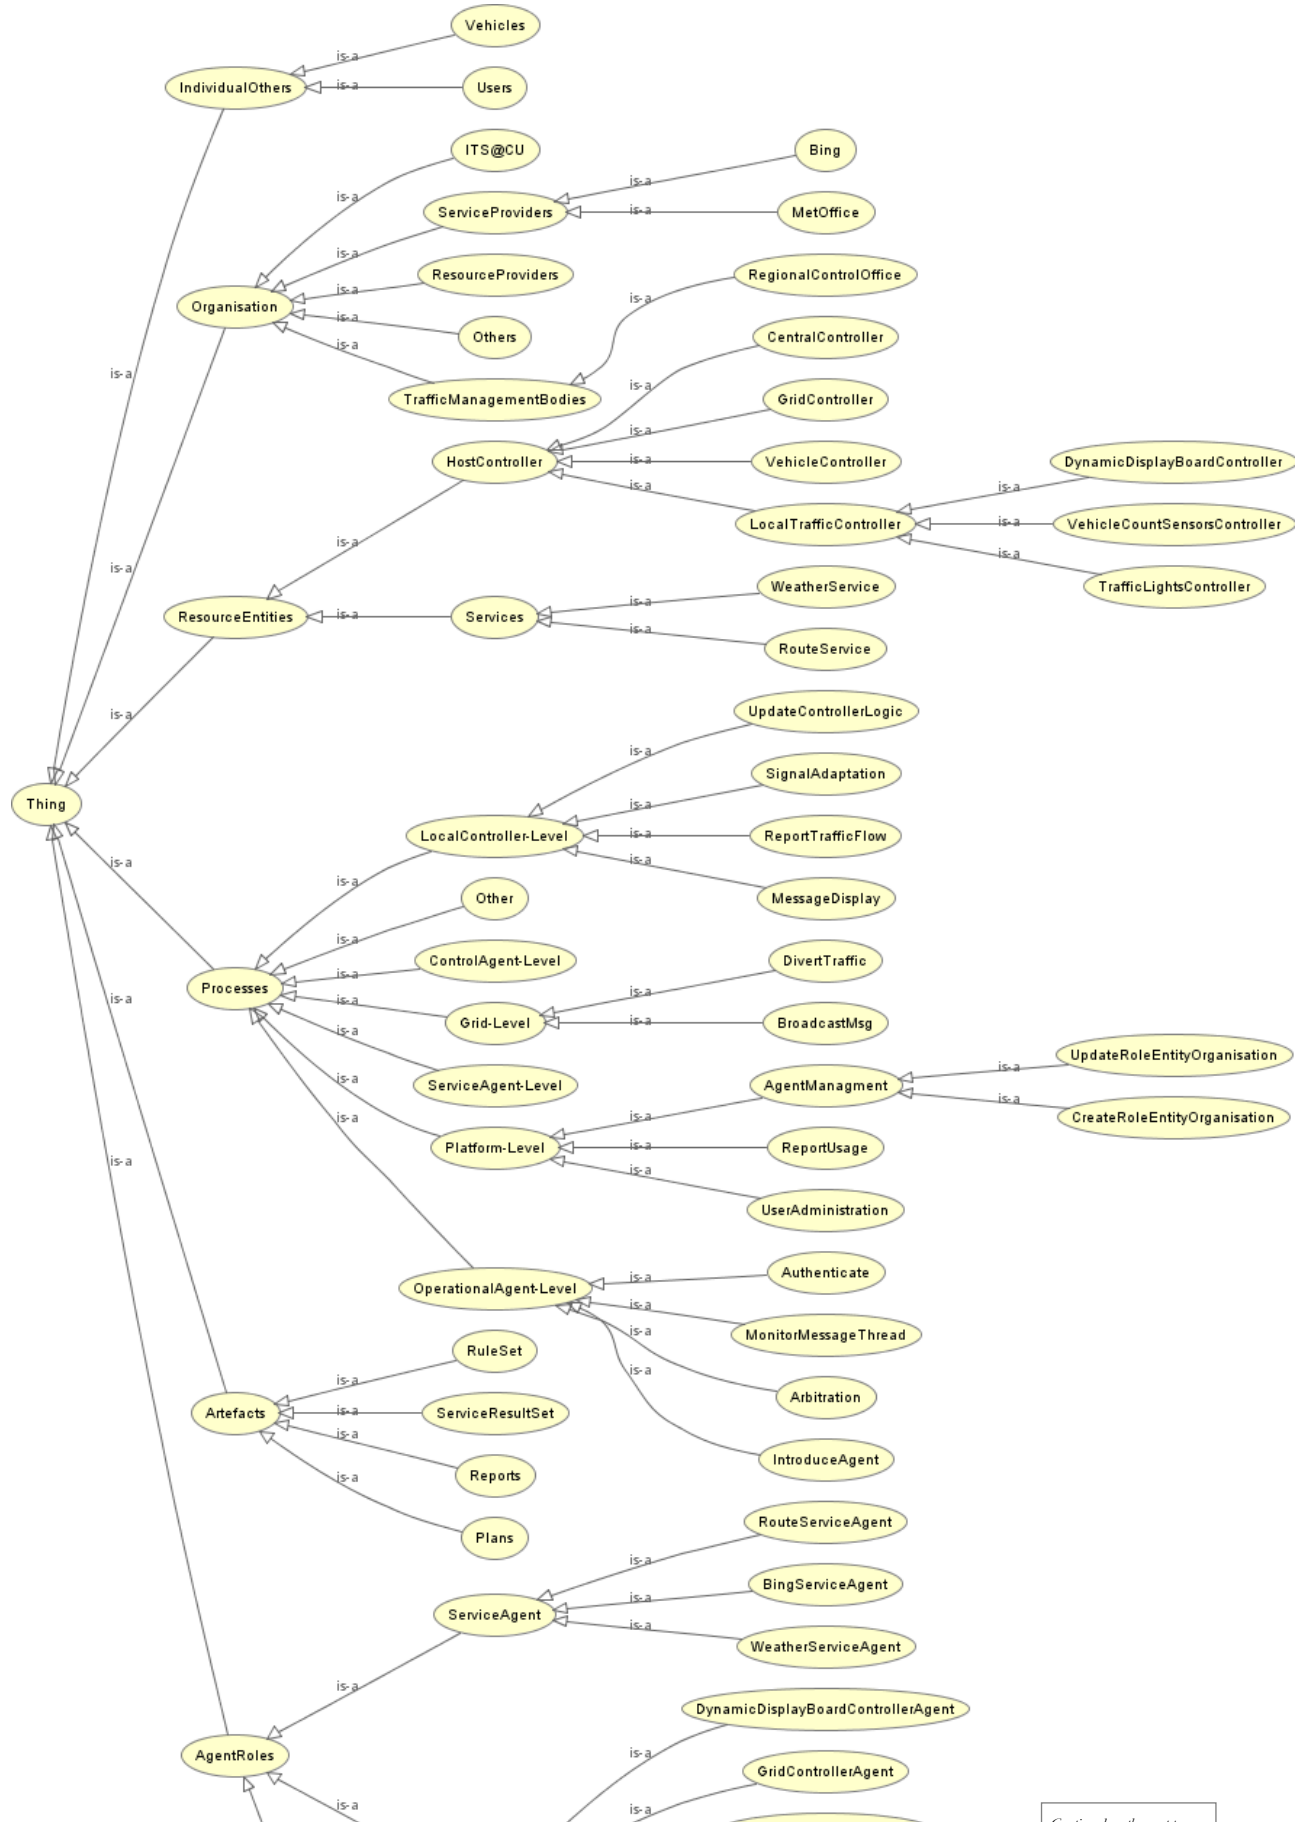 Vehicles
is-a
IndividualOthers
is-a
Users
ITS@CU
Bing
is-a
is-a
ServiceProviders
is-a
MetOffice
is-a
ResourceProviders
RegionalControlOffice
is-a
is-a
Organisation
is-a
Others
CentralController
is-a
is-a
is-a
TrafficManagementBodies
GridController
is-a
HostController
is-a
VehicleController
DynamicDisplayBoardController
is-a
is-a
LocalTrafficController
is-a
VehicleCountSensorsController
is-a
is-a
is-a
TrafficLightsController
WeatherService
is-a
ResourceEntities
is-a
Services
is-a
RouteService
is-a
UpdateControllerLogic
is-a
SignalAdaptation
Thing
is-a
LocalController-Level
is-a
ReportTrafficFlow
is-a
is-a
is-a
MessageDisplay
Other
is-a
ControlAgent-Level
DivertTraffic
is-a
Processes
is-a
is-a
is-a
Grid-Level
is-a
BroadcastMsg
is-a
UpdateRoleEntityOrganisation
is-a
is-a
ServiceAgent-Level
AgentManagment
is-a
CreateRoleEntityOrganisation
is-a
is-a
Platform-Level
is-a
ReportUsage
is-a
is-a
UserAdministration
Authenticate
is-a
OperationalAgent-Level
is-a
MonitorMessageThread
is-a
RuleSet
is-a
is-a
Arbitration
Artefacts
is-a
ServiceResultSet
is-a
IntroduceAgent
Reports
is-a
RouteServiceAgent
Plans
is-a
BingServiceAgent
is-a
ServiceAgent
is-a
WeatherServiceAgent
is-a
DynamicDisplayBoardControllerAgent
AgentRoles
is-a
GridControllerAgent
is-a
is-a